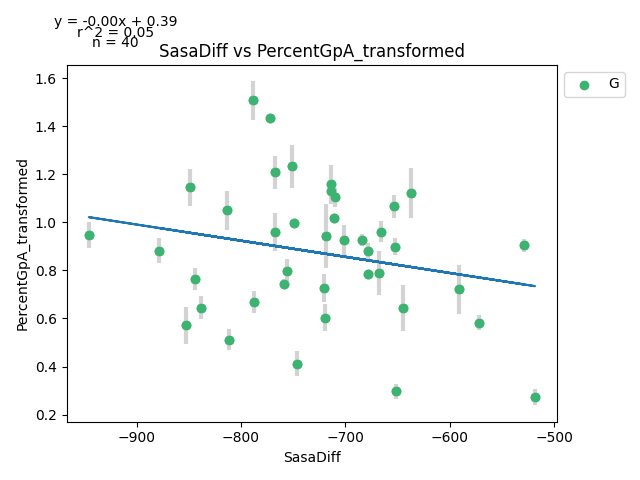 y = -0.00x + 0.39
r^2 = 0.05
n = 40
SasaDiff vs PercentGpA_transformed
G
PercentGpA_transformed
1.6
1.4
1.2
1.0
0.8
0.6
0.4
0.2
−900 −800 −700 −600 −500
SasaDiff